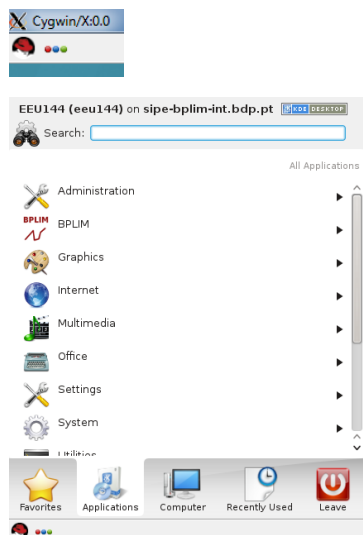 Cygwin/X:0.0
EEU144 (eeu144) on sipe-bplim-int.bdp.pt KDE DESKTOP
Search:
All Applications
Administration
BPLIM BPLIM
Graphics
Internet
Multimedia
Office
Settings
System
Utilities
Favorites Applications Computer Recently Used Leave